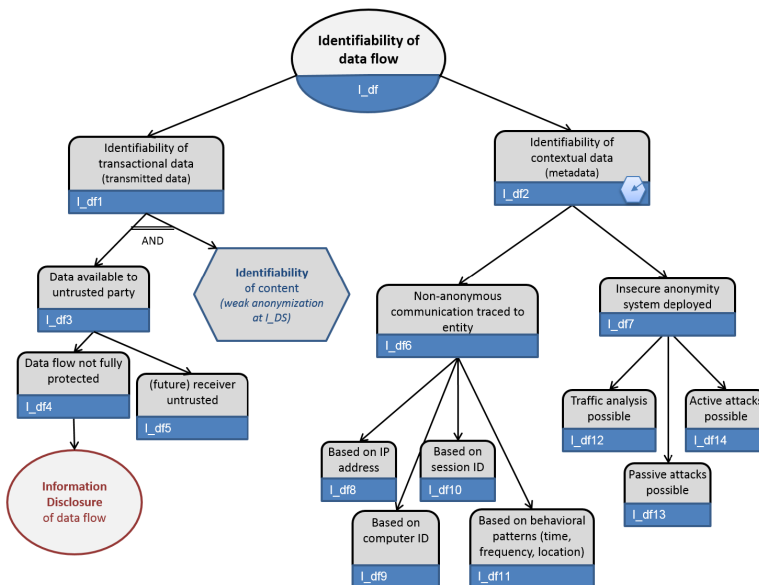 Identifiability of
data flow
I_df
Identifiability of
transactional data
(transmitted data)
I_df1
Identifiability of
contextual data
(metadata)
I_df2
AND
Data available to
untrusted party
I_df3
Identifiability
of content
(weak anonymization
at I_DS)
Non-anonymous
communication traced to
entity
I_df6
Insecure anonymity
system deployed
I_df7
Data flow not fully
protected
I_df4
(future) receiver
untrusted
I_df5
Traffic analysis
possible
I_df12
Active attacks
possible
I_df14
Based on IP
address
I_df8
Based on
session ID
I_df10
Passive attacks
possible
I_df13
Information
Disclosure
of data flow
Based on
computer ID
I_df9
Based on behavioral
patterns (time,
frequency, location)
I_df11